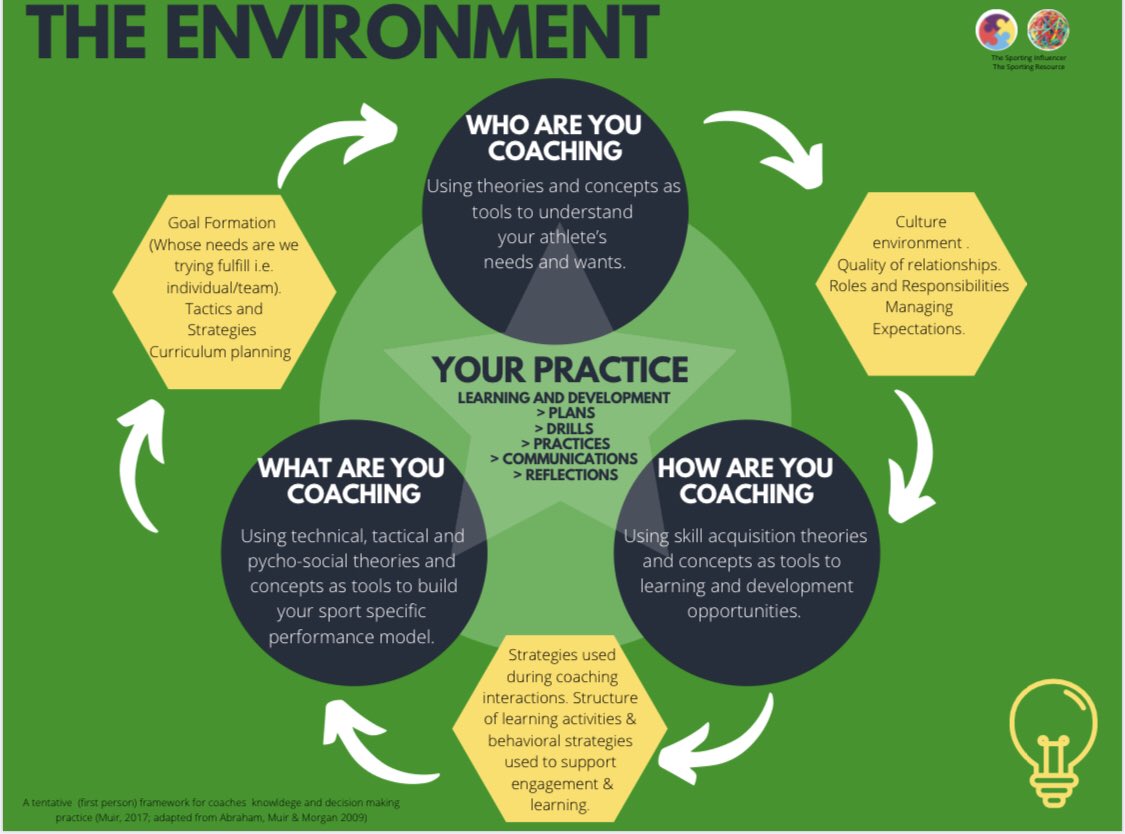 THE ENVIRONMENT
The Sporting Influencer
The Sporting Resource
WHO ARE YOU
COACHING
Using theories and concepts as
tools to understand
your athlete's
needs and wants.
Culture
environment .
Quality of relationships.
Roles and Responsibilities
Managing
Expectations.
HOW ARE YOU
COACHING
Using skill acquisition theories
and concepts as tools to
learning and development
opportunities.
Strategies used
during coaching
interactions. Structure
of learning activities &
behavioral strategies
used to support
engagement &
learning.
WHAT ARE YOU
COACHING
Using technical, tactical and
pycho-social theories and
concepts as tools to build
your sport specific
performance model.
Goal Formation
(Whose needs are we
trying fulfill i.e.
individual/team).
Tactics and
Strategies
Curriculum planning
YOUR PRACTICE
LEARNING AND DEVELOPMENT
> PLANS
> DRILLS
> PRACTICES
> COMMUNICATIONS
> REFLECTIONS
A tentative (first person) framework for coaches knowldege and decision making
practice (Muir, 2017; adapted from Abraham, Muir & Morgan 2009)